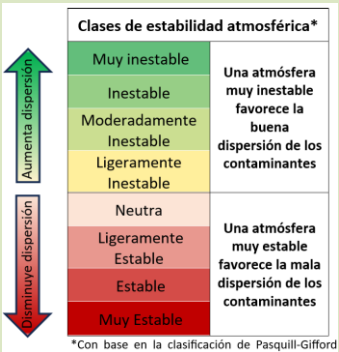 Clases de estabilidad atmosférica*
Aumenta dispersión
Muy inestable
Inestable
Moderadamente
Inestable
Ligeramente
Inestable
Una atmósfera
muy inestable
favorece la
buena
dispersión de los
contaminantes
Disminuye dispersión
Neutra
Ligeramente
Estable
Estable
Muy Estable
Una atmósfera
muy estable
favorece la mala
dispersión de los
contaminantes
*Con base en la clasificación de Pasquill-Gifford